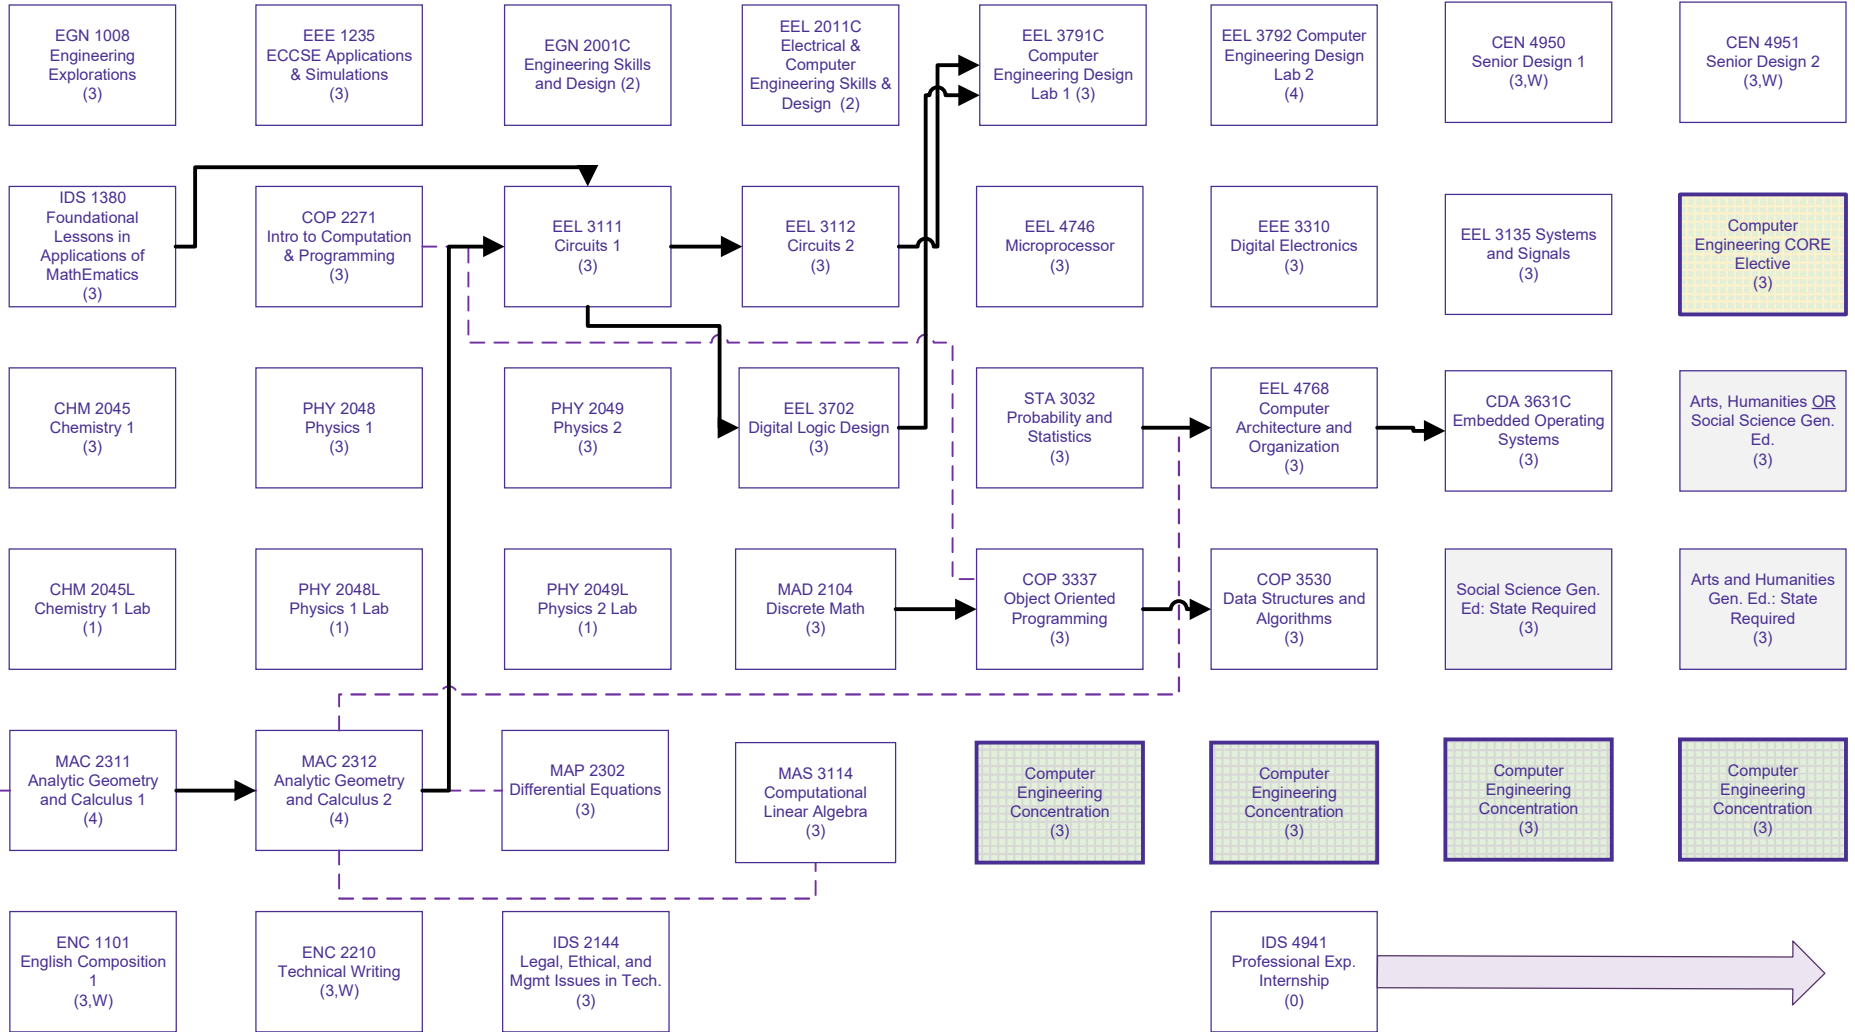 EGN 1008
Engineering
Explorations
(3)
EEE 1235
ECCSE Applications
& Simulations
(3)
EGN 2001C
Engineering Skills
and Design (2)
EEL 2011C
Electrical &
Computer
Engineering Skills &
Design (2)
EEL 3791C
Computer
Engineering Design
Lab 1 (3)
EEL 3792 Computer
Engineering Design
Lab 2
(4)
CEN 4950
Senior Design 1
(3,W)
CEN 4951
Senior Design 2
(3,W)
IDS 1380
Foundational
Lessons in
Applications of
MathEmatics
(3)
COP 2271
Intro to Computation
& Programming
(3)
EEL 3111
Circuits 1
(3)
EEL 3112
Circuits 2
(3)
EEL 4746
Microprocessor
(3)
EEE 3310
Digital Electronics
(3)
EEL 3135 Systems
and Signals
(3)
Computer
Engineering CORE
Elective
(3)
CHM 2045
Chemistry 1
(3)
PHY 2048
Physics 1
(3)
PHY 2049
Physics 2
(3)
EEL 3702
Digital Logic Design
(3)
STA 3032
Probability and
Statistics
(3)
EEL 4768
Computer
Architecture and
Organization
(3)
CDA 3631C
Embedded Operating
Systems
(3)
Arts, Humanities OR
Social Science Gen.
Ed.
(3)
CHM 2045L
Chemistry 1 Lab
(1)
PHY 2048L
Physics 1 Lab
(1)
PHY 2049L
Physics 2 Lab
(1)
MAD 2104
Discrete Math
(3)
COP 3337
Object Oriented
Programming
(3)
COP 3530
Data Structures and
Algorithms
(3)
Social Science Gen.
Ed: State Required
(3)
Arts and Humanities
Gen. Ed.: State
Required
(3)
MAC 2311
Analytic Geometry
and Calculus 1
(4)
MAC 2312
Analytic Geometry
and Calculus 2
(4)
MAP 2302
Differential Equations
(3)
MAS 3114
Computational
Linear Algebra
(3)
Computer
Engineering
Concentration
(3)
Computer
Engineering
Concentration
(3)
Computer
Engineering
Concentration
(3)
Computer
Engineering
Concentration
(3)
ENC 1101
English Composition
1
(3,W)
ENC 2210
Technical Writing
(3,W)
IDS 2144
Legal, Ethical, and
Mgmt Issues in Tech.
(3)
IDS 4941
Professional Exp.
Internship
(0)